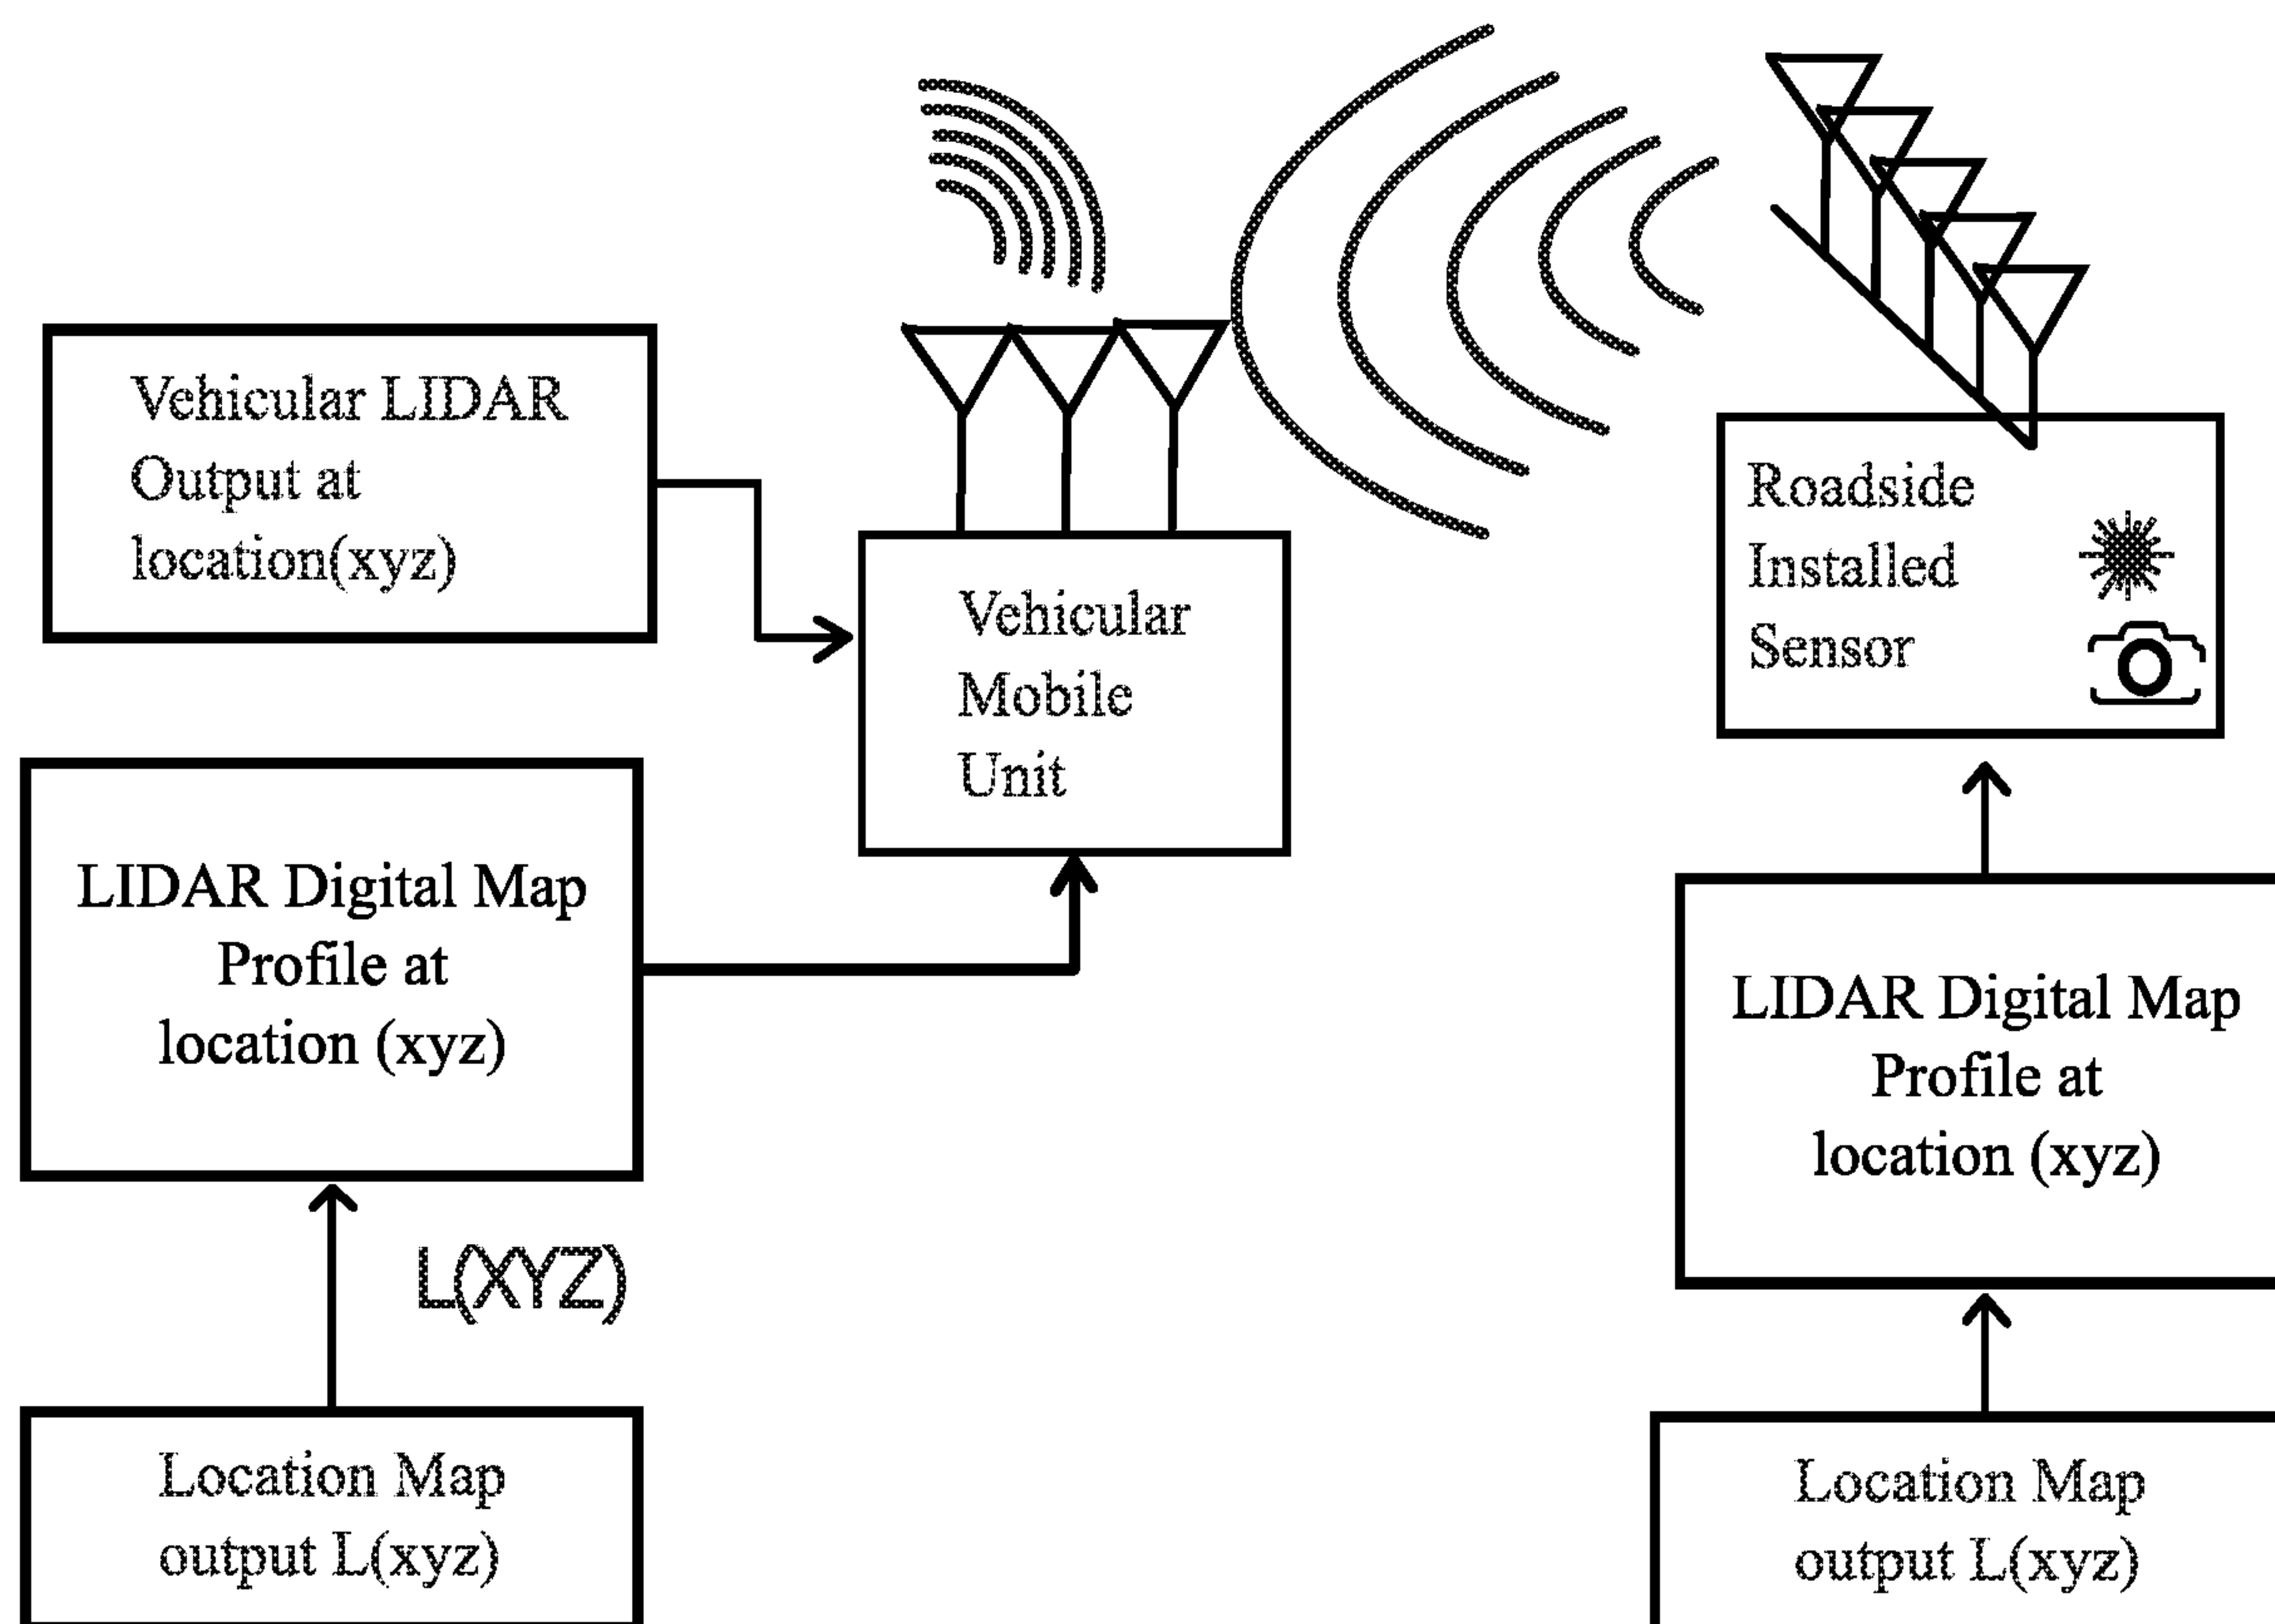 Vehicular LIDAR
Output at
location(xyz)
Vehicular
Mobile
Unit
Roadside
Installed
Sensor
LIDAR Digital Map
Profile at
location (xyz)
LIDAR Digital Map
Profile at
location (xyz)
L(XYZ)
Location Map
output L(xyz)
Location Map
output L(xyz)